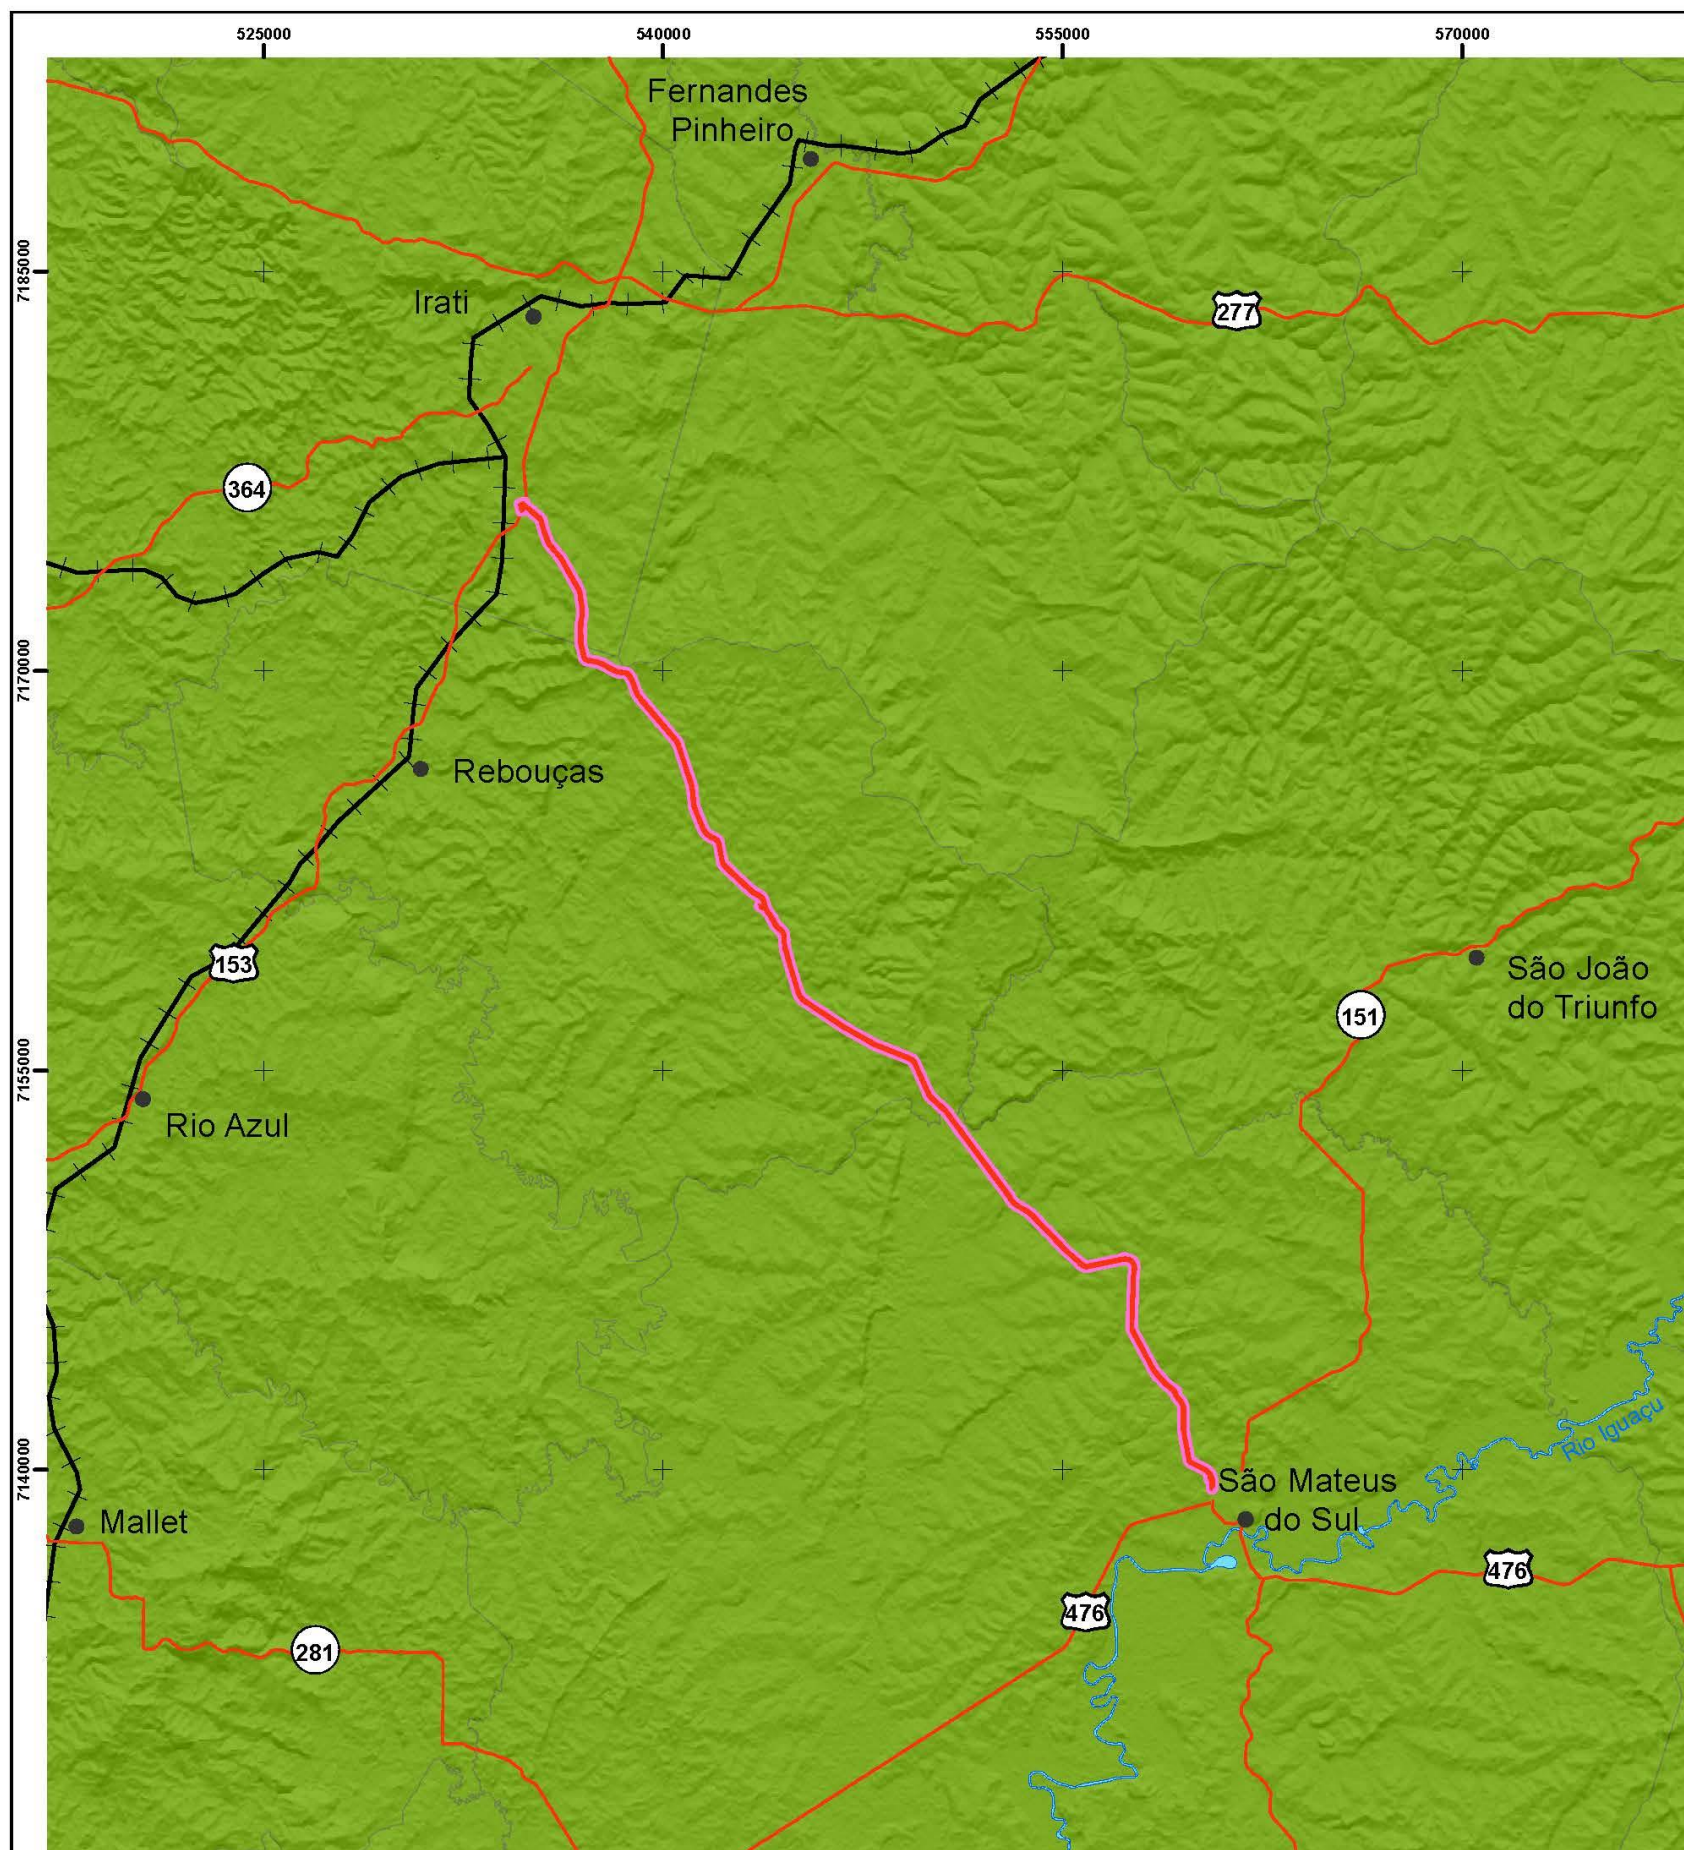 525000
540000
555000
570000
Fernandes
Pinheiro
7185000
Irati
277
364
7170000
Rebouças
153
São João
do Triunfo
151
7155000
Rio Azul
Rio Iguaçu
7140000
São Mateus
do Sul
Mallet
476
476
281